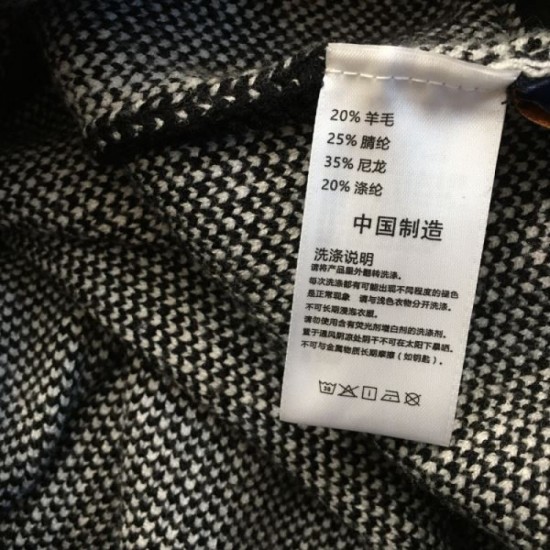 20% 羊毛
25% 腈纶
35% 尼龙
20% 涤纶
中国制造
洗涤说明
请将产品里外翻转洗涤。
每次洗涤都有可能出现不同程度的褪色
是正常现象 请与浅色衣物分开洗涤。
不可长期浸泡衣服。
请勿使用含有荧光剂增白剂的洗涤剂。
置于通风阴凉处阴干不可在太阳下暴晒。
不可与金属物质长期摩擦（如钥匙）。
30